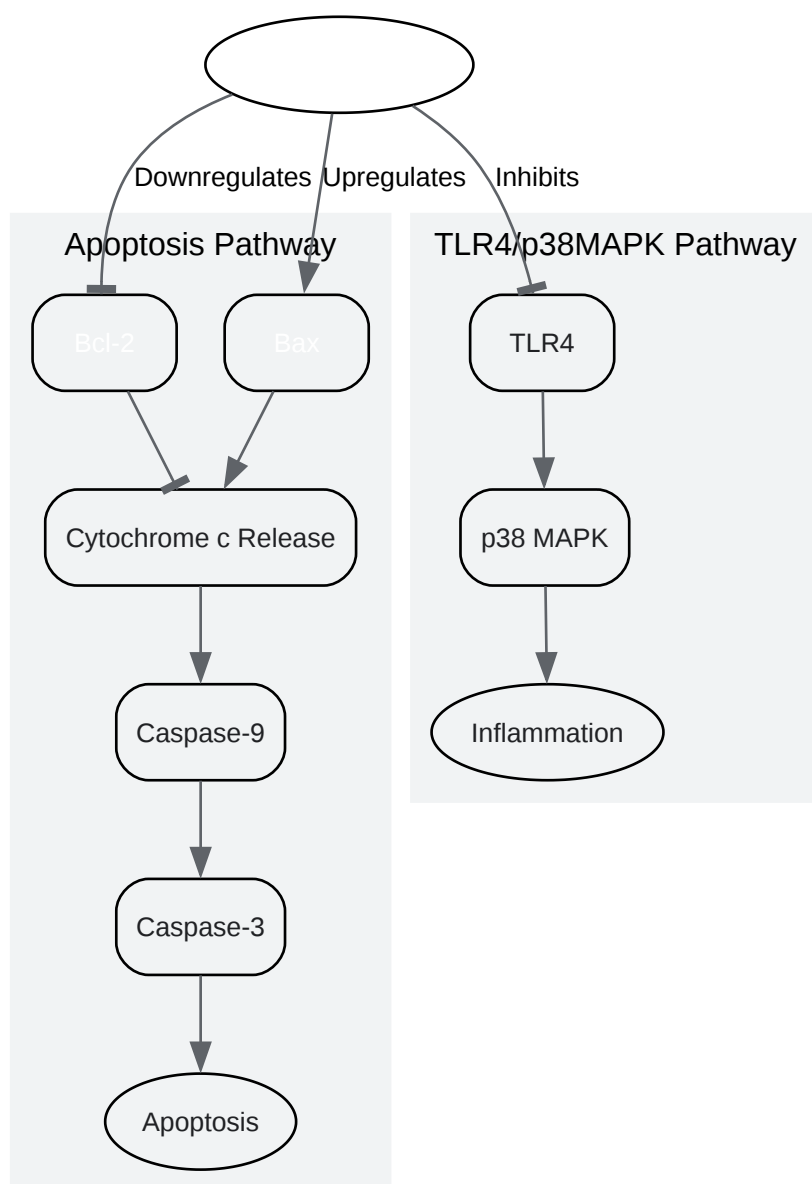 Downregulates
Upregulates
Inhibits
Apoptosis Pathway
TLR4/p38MAPK Pathway
Bcl-2
Bax
TLR4
Cytochrome c Release
p38 MAPK
Caspase-9
Inflammation
Caspase-3
Apoptosis